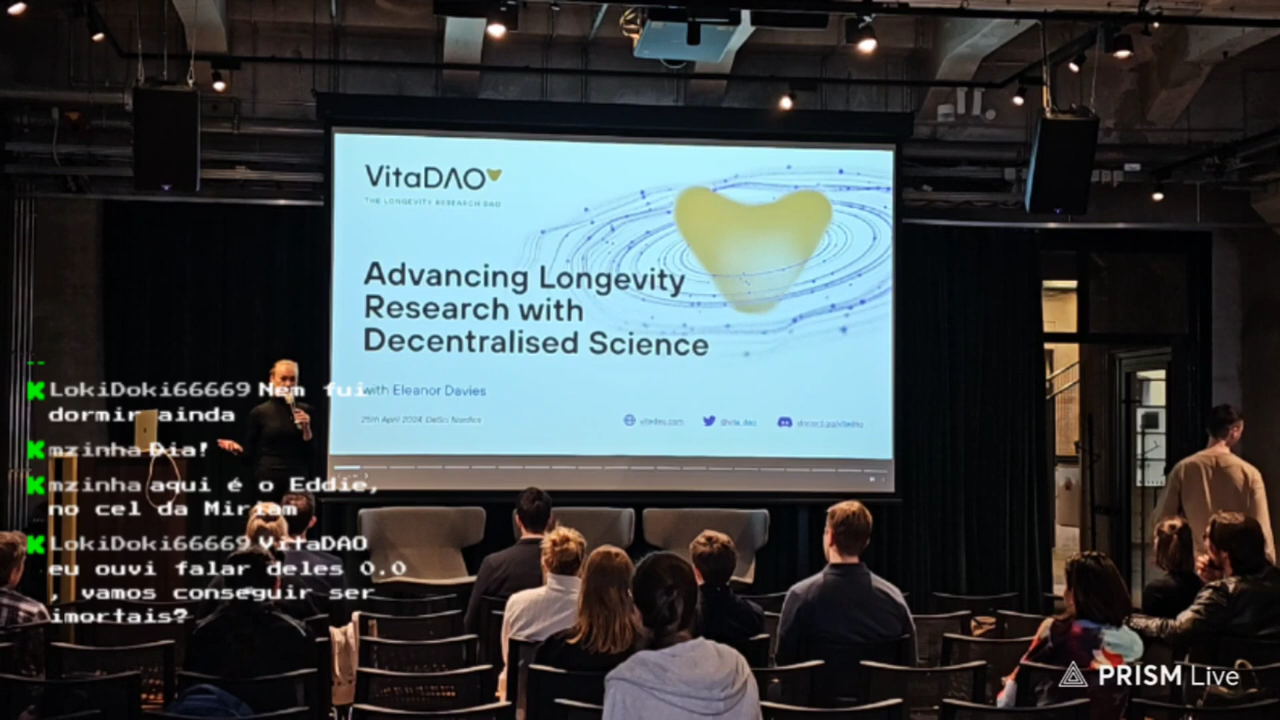 VitaDAO
THE LONGEVITY RESEARCH DAO
Advancing Longevity
Research with
Decentralised Science
with Eleanor Davies
25th April 2024, DeSci Nordics
vitadao.com
@vita_dao
LokiDoki66669 Nem fui
dormir ainda
mzinha Dia!
mzinha aqui é o Eddie,
no cel da Miriam
LokiDoki66669 VitaDAO
eu ouvi falar deles 0.0
, vamos conseguir ser
imortais?
PRISM Live